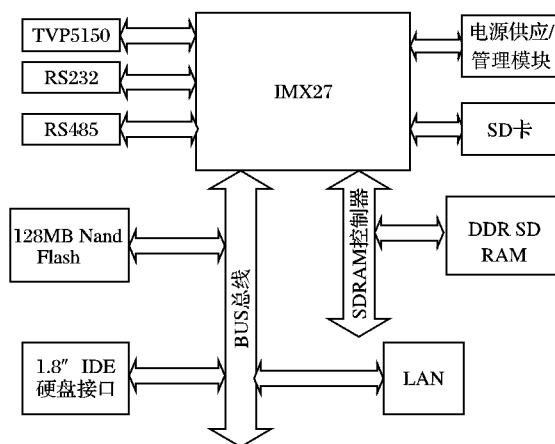 TVP5150
RS232
RS485
IMX27
电源供应/
管理模块
SD卡
128MB Nand
Flash
BUS总线
SDRAM控制器
DDR SD
RAM
1.8″ IDE
硬盘接口
LAN